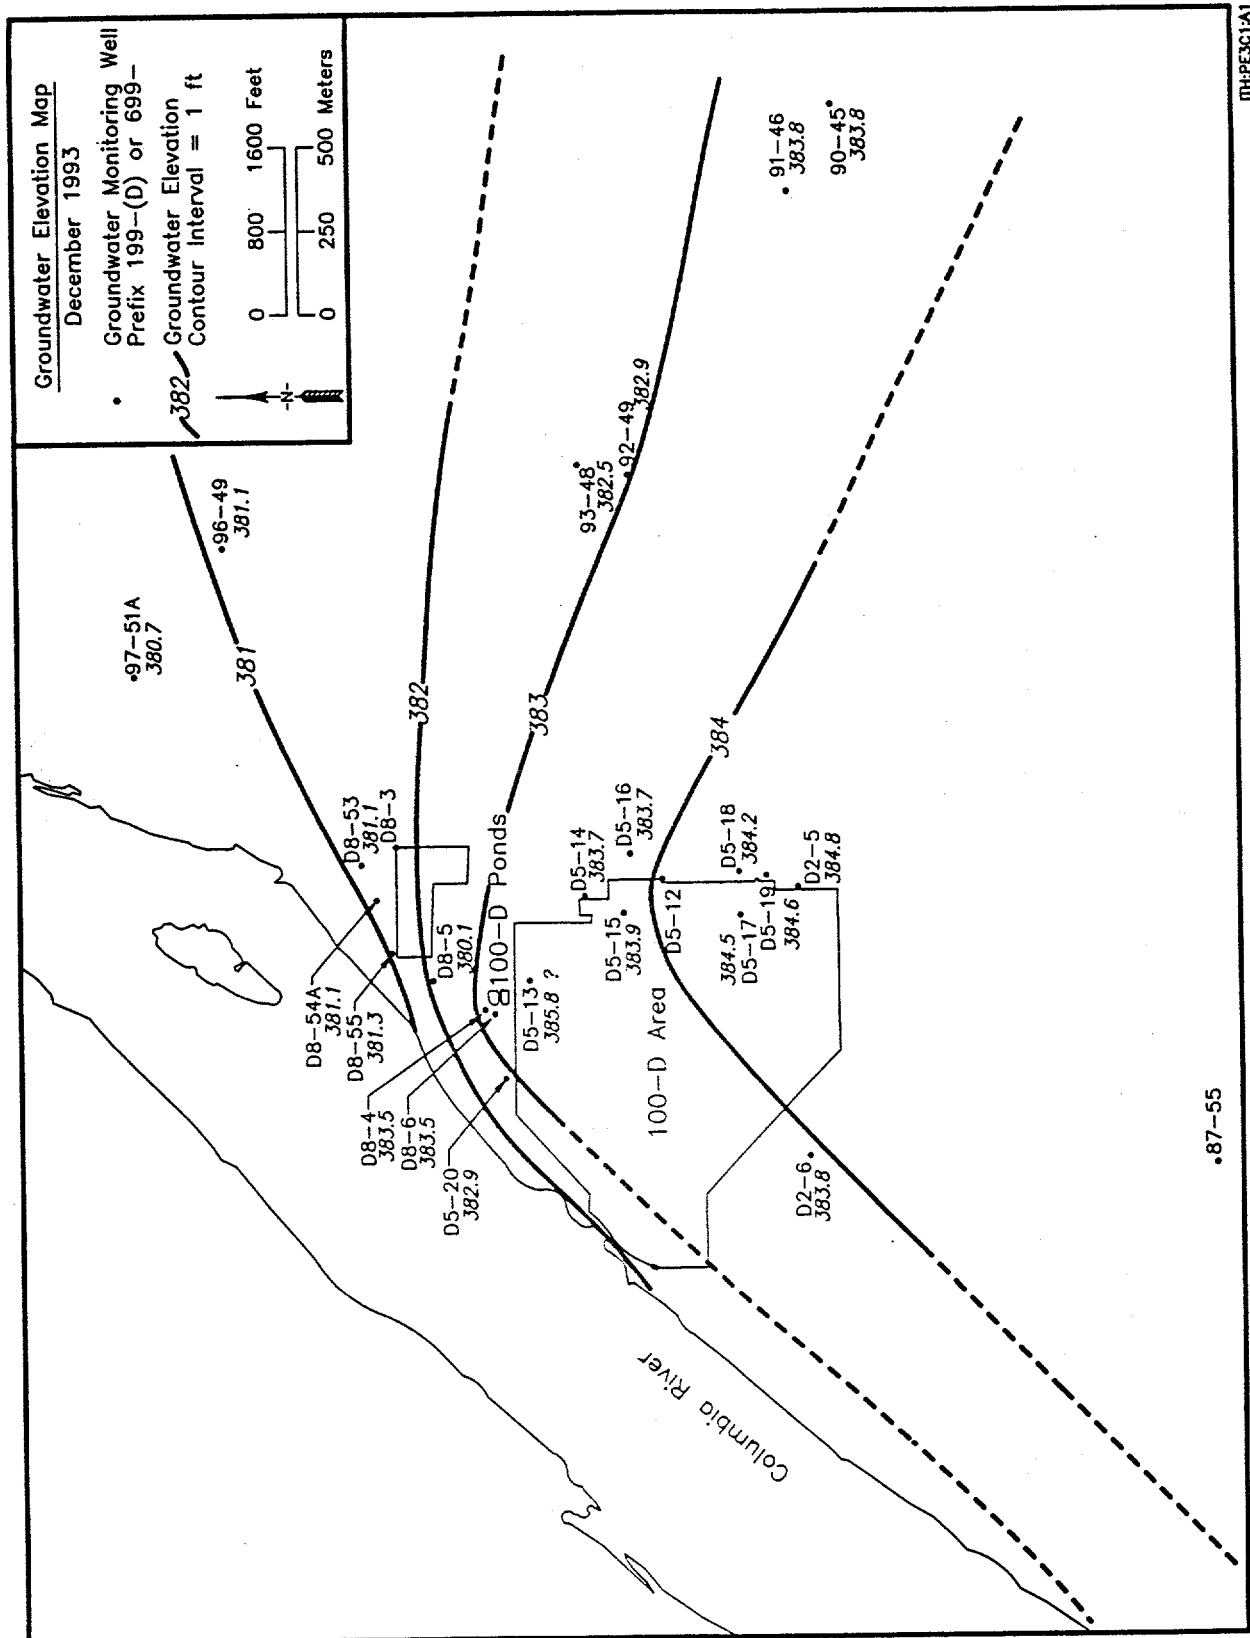 Groundwater Elevation Map
December 1993
Groundwater Monitoring Well
Prefix 199-(D) or 699-
382
Groundwater Elevation
Contour Interval = 1 ft
0 800 1600 Feet
0 250 500 Meters
-N-
97-51A
380.7
96-49
381.1
381
D8-53
381.1
D8-3
D8-54A
381.1
D8-55
381.3
382
D8-5
380.1
D8-4
383.5
D8-6
383.5
D5-20
382.9
100-D Ponds
383
93-48
382.5
92-49
382.9
D5-13
385.8 ?
D5-14
383.7
D5-15
383.9
D5-16
383.7
D5-12
100-D Area
384
91-46
383.8
90-45
383.8
D5-18
384.2
384.5
D5-17
D5-19
384.6
D2-5
384.8
D2-6
383.8
Columbia River
87-55
ITH:PE3C1:A1